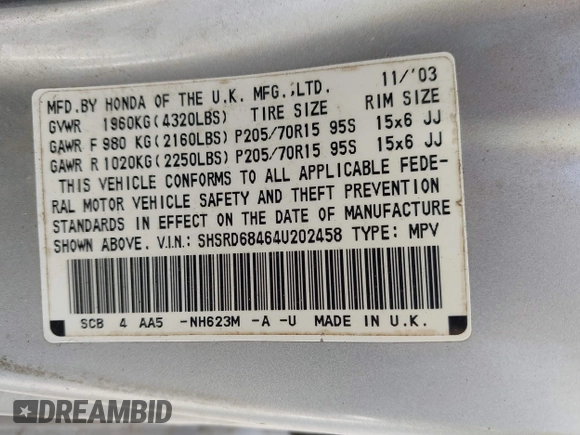 MFD.BY HONDA OF THE U.K. MFG.,LTD. 11/'03
GVWR 1960KG(4320LBS) TIRE SIZE RIM SIZE
GAWR F 980 KG(2160LBS) P205/70R15 95S 15x6 JJ
GAWR R 1020KG(2250LBS) P205/70R15 95S 15x6 JJ
THIS VEHICLE CONFORMS TO ALL APPLICABLE FEDE-
RAL MOTOR VEHICLE SAFETY AND THEFT PREVENTION
STANDARDS IN EFFECT ON THE DATE OF MANUFACTURE
SHOWN ABOVE. V.I.N.: SHSRD68464U202458 TYPE: MPV
SCB 4 AA5 -NH623M -A -U MADE IN U.K.
DREAMBID